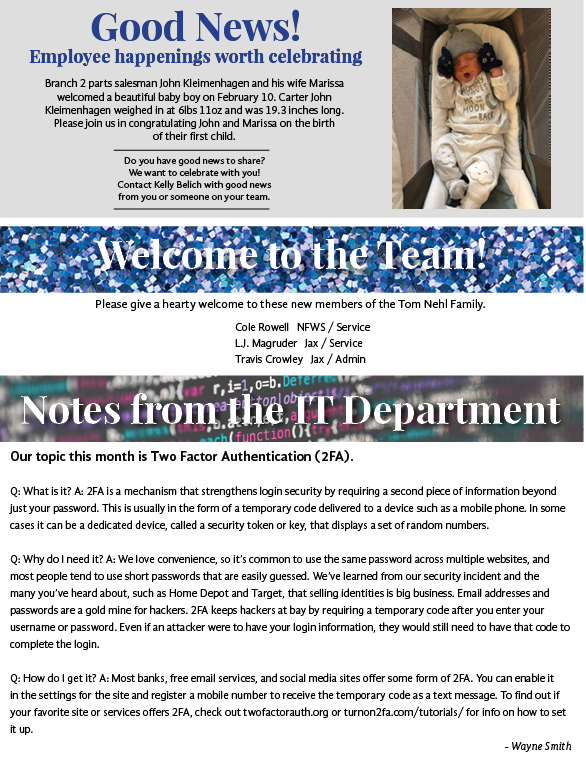 Good News!
Employee happenings worth celebrating
Branch 2 parts salesman John Kleimenhagen and his wife Marissa
welcomed a beautiful baby boy on February 10. Carter John
Kleimenhagen weighed in at 6lbs 11oz and was 19.3 inches long.
Please join us in congratulating John and Marissa on the birth
of their first child.
Do you have good news to share?
We want to celebrate with you!
Contact Kelly Belich with good news
from you or someone on your team.
MOON
BACK
Welcome to the Team!
Please give a hearty welcome to these new members of the Tom Nehl Family.
Cole Rowell NFWS / Service
L.J. Magruder Jax / Service
Travis Crowley Jax / Admin
var r,i=1,o=b.Deferre
Notes from the IT Department
(function(){
Our topic this month is Two Factor Authentication (2FA).
Q: What is it? A: 2FA is a mechanism that strengthens login security by requiring a second piece of information beyond
just your password. This is usually in the form of a temporary code delivered to a device such as a mobile phone. In some
cases it can be a dedicated device, called a security token or key, that displays a set of random numbers.
Q: Why do I need it? A: We love convenience, so it’s common to use the same password across multiple websites, and
most people tend to use short passwords that are easily guessed. We’ve learned from our security incident and the
many you’ve heard about, such as Home Depot and Target, that selling identities is big business. Email addresses and
passwords are a gold mine for hackers. 2FA keeps hackers at bay by requiring a temporary code after you enter your
username or password. Even if an attacker were to have your login information, they would still need to have that code to
complete the login.
Q: How do I get it? A: Most banks, free email services, and social media sites offer some form of 2FA. You can enable it
in the settings for the site and register a mobile number to receive the temporary code as a text message. To find out if
your favorite site or services offers 2FA, check out twofactorauth.org or turnon2fa.com/tutorials/ for info on how to set
it up.
- Wayne Smith